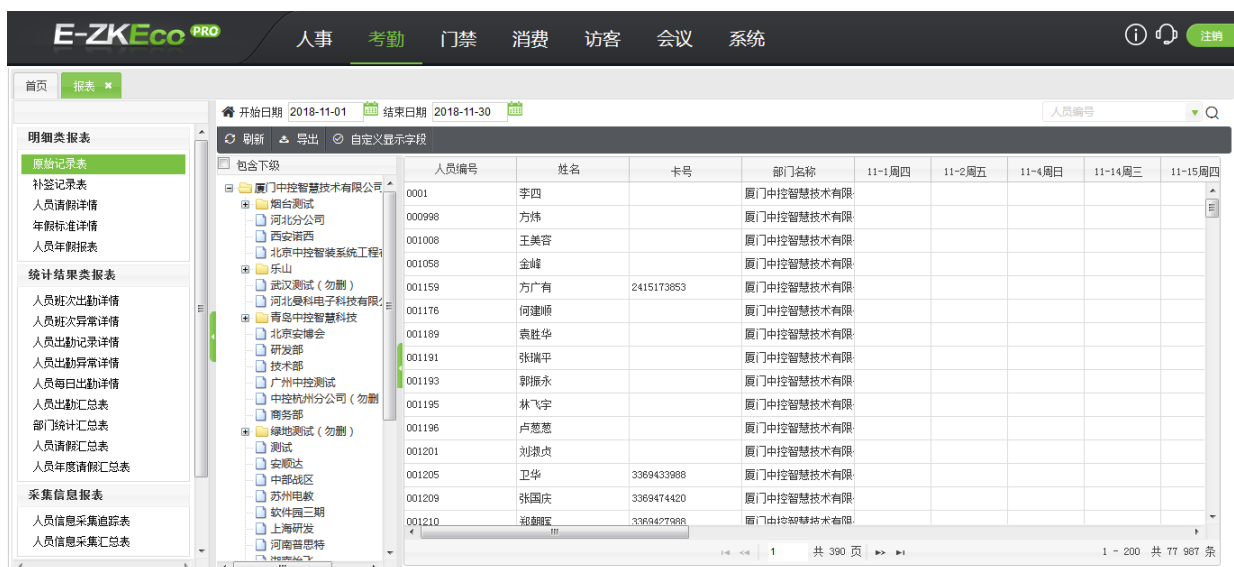 E-ZKEco PRO 人事 考勤 门禁 消费 访客 会议 系统 注销
首页 报表
开始日期 2018-11-01 结束日期 2018-11-30 人员编号
刷新 导出 自定义显示字段
明细类报表
原始记录表
补签记录表
人员请假详情
年假标准详情
人员年假报表
统计结果类报表
人员班次出勤详情
人员班次异常详情
人员出勤记录详情
人员出勤异常详情
人员每日出勤详情
人员出勤汇总表
部门统计汇总表
人员请假汇总表
人员年度请假汇总表
采集信息报表
人员信息采集追踪表
人员信息采集汇总表
包含下级
厦门中控智慧技术有限公司
烟台测试
河北分公司
西安诺西
北京中控智装系统工程
乐山
武汉测试（勿删）
河北曼科电子科技有限
青岛中控智慧科技
北京安博会
研发部
技术部
广州中控测试
中控杭州分公司（勿删
商务部
绿地测试（勿删）
测试
安顺达
中部战区
苏州电教
软件园三期
上海研发
河南普思特
人员编号 姓名 卡号 部门名称 11-1周四 11-2周五 11-4周日 11-14周三 11-15周四
0001 李四 厦门中控智慧技术有限
000998 方炜 厦门中控智慧技术有限
001008 王美容 厦门中控智慧技术有限
001058 金峰 厦门中控智慧技术有限
001159 方广有 2415173853 厦门中控智慧技术有限
001176 何建顺 厦门中控智慧技术有限
001189 袁胜华 厦门中控智慧技术有限
001191 张瑞平 厦门中控智慧技术有限
001193 郭振永 厦门中控智慧技术有限
001195 林飞宇 厦门中控智慧技术有限
001196 卢葱葱 厦门中控智慧技术有限
001201 刘淑贞 厦门中控智慧技术有限
001205 卫华 3369433988 厦门中控智慧技术有限
001209 张国庆 3369474420 厦门中控智慧技术有限
001210 郑朝晖 3369427988 厦门中控智慧技术有限
1 共 390 页 1 - 200 共 77 987 条